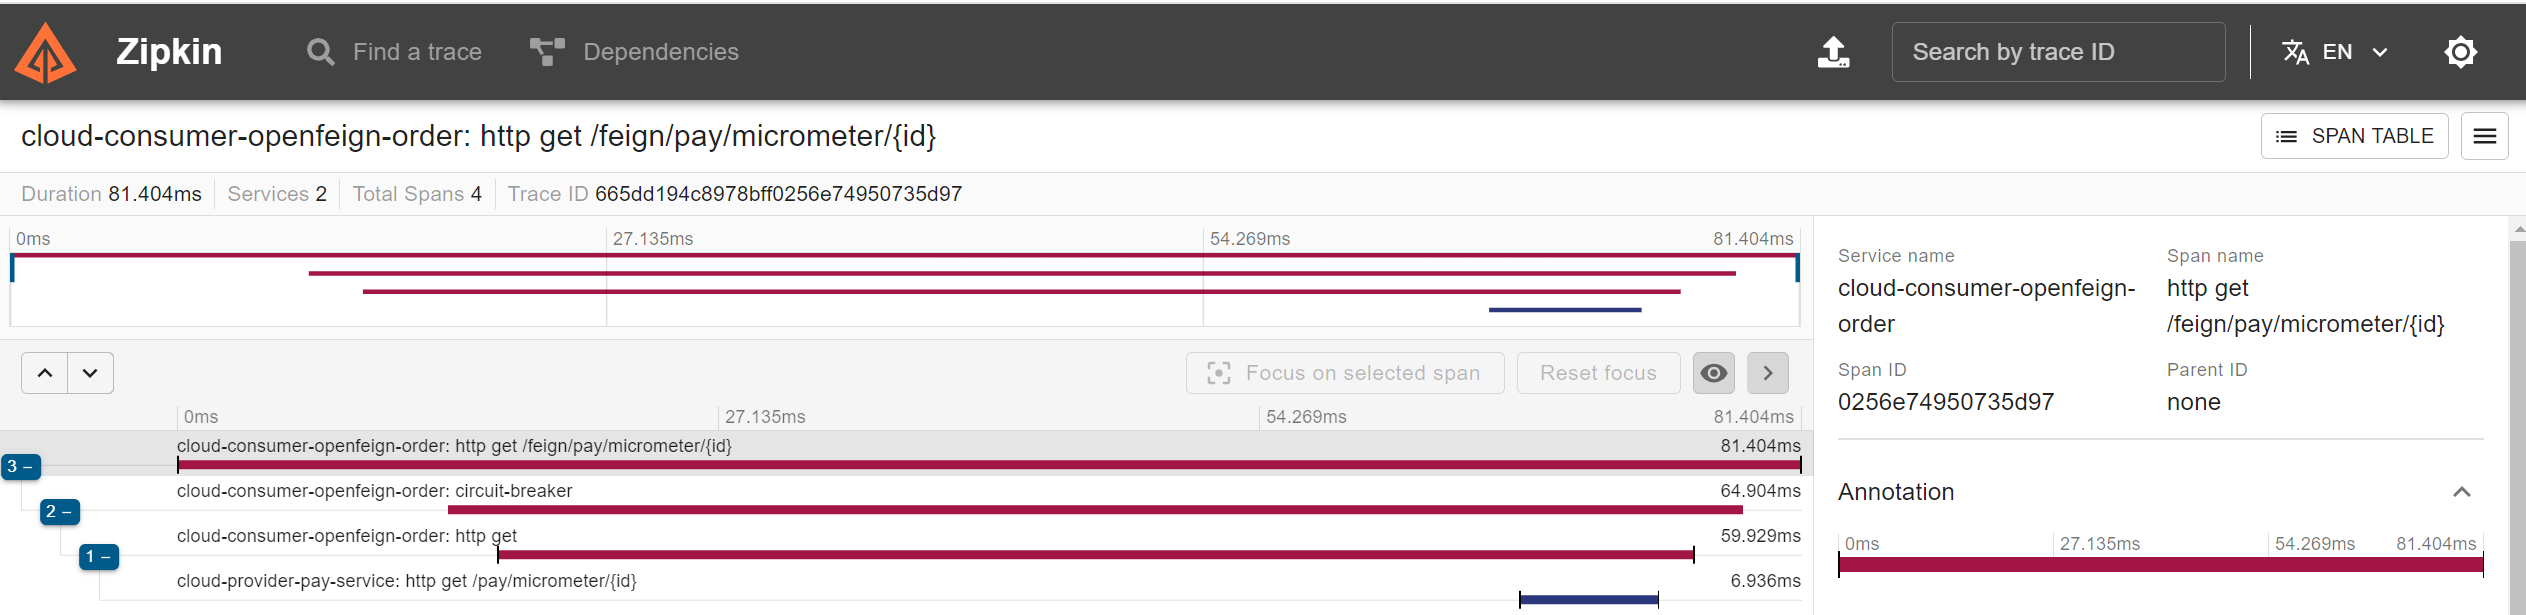 Zipkin
Find a trace
Dependencies
Search by trace ID
EN
cloud-consumer-openfeign-order: http get /feign/pay/micrometer/{id}
SPAN TABLE
Duration 81.404ms
Services 2
Total Spans 4
Trace ID 665dd194c8978bff0256e74950735d97
0ms 27.135ms 54.269ms 81.404ms
Focus on selected span
Reset focus
0ms 27.135ms 54.269ms 81.404ms
cloud-consumer-openfeign-order: http get /feign/pay/micrometer/{id} 81.404ms
3 –
cloud-consumer-openfeign-order: circuit-breaker 64.904ms
2 –
cloud-consumer-openfeign-order: http get 59.929ms
1 –
cloud-provider-pay-service: http get /pay/micrometer/{id} 6.936ms
Service name
cloud-consumer-openfeign-
order
Span name
http get
/feign/pay/micrometer/{id}
Span ID
0256e74950735d97
Parent ID
none
Annotation
0ms 27.135ms 54.269ms 81.404ms